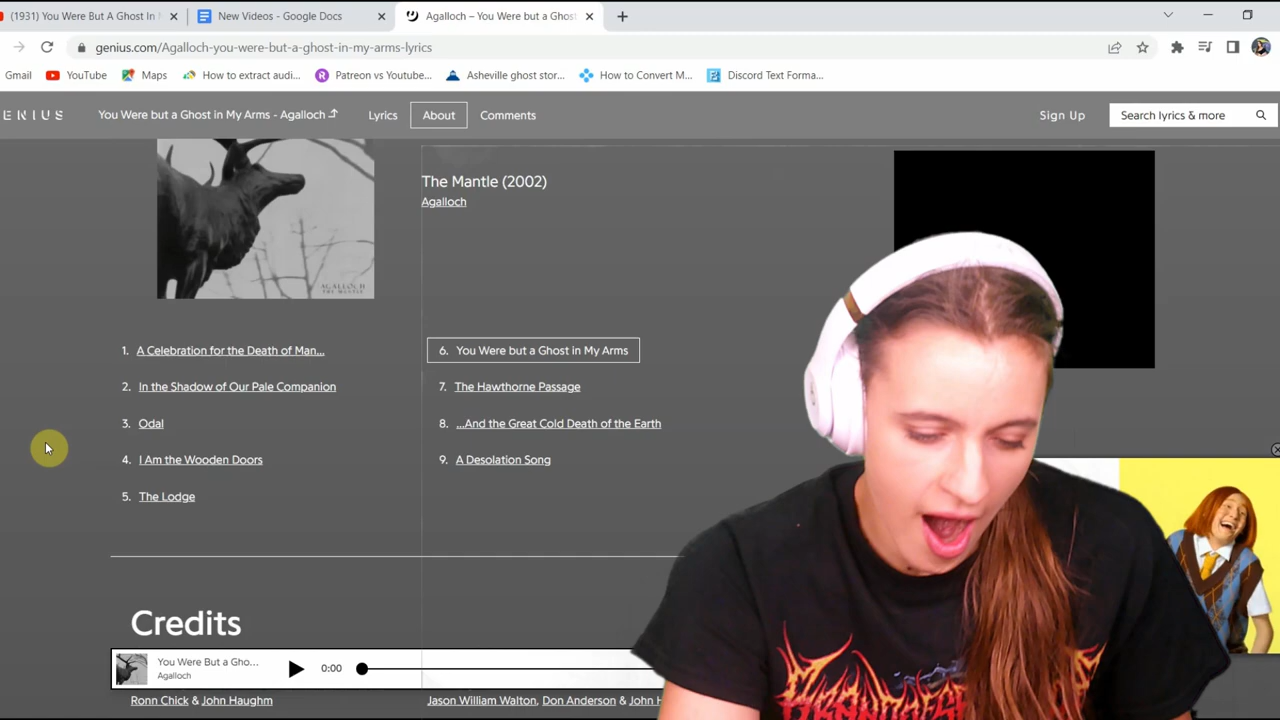 (1931) You Were But A Ghost In
New Videos - Google Docs
Agalloch – You Were but a Ghost
genius.com/Agalloch-you-were-but-a-ghost-in-my-arms-lyrics
Gmail
YouTube
Maps
How to extract audi...
Patreon vs Youtube...
Asheville ghost stor...
How to Convert M...
Discord Text Forma...
ENIUS
You Were but a Ghost in My Arms - Agalloch
Lyrics
About
Comments
Sign Up
Search lyrics & more
The Mantle (2002)
Agalloch
AGALLOCH
THE MANTLE
1. A Celebration for the Death of Man...
2. In the Shadow of Our Pale Companion
3. Odal
4. I Am the Wooden Doors
5. The Lodge
6. You Were but a Ghost in My Arms
7. The Hawthorne Passage
8. ...And the Great Cold Death of the Earth
9. A Desolation Song
Credits
You Were But a Gho...
Agalloch
0:00
Ronn Chick & John Haughm
Jason William Walton, Don Anderson & John H